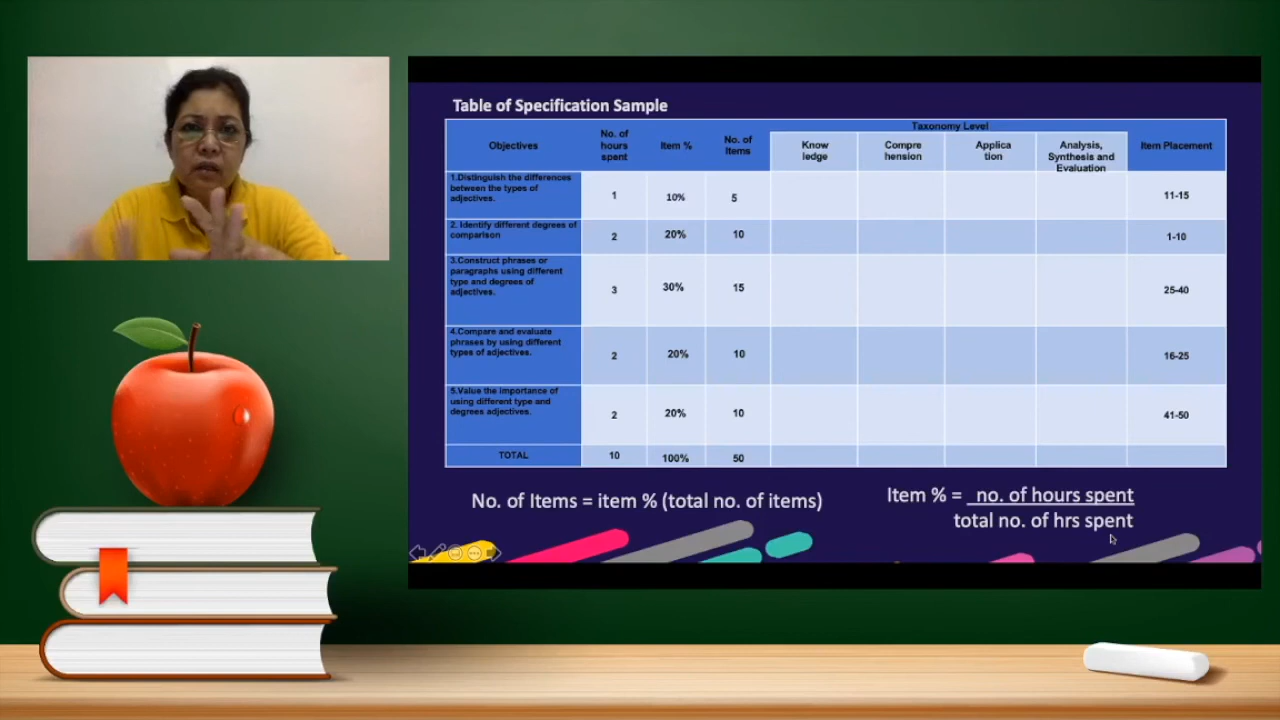 Table of Specification Sample
Objectives
No. of
hours
spent
Item %
No. of
Items
Taxonomy Level
Know
ledge
Compre
hension
Applica
tion
Analysis,
Synthesis and
Evaluation
Item Placement
1.Distinguish the differences
between the types of
adjectives.
1
10%
5
11-15
2. Identify different degrees of
comparison
2
20%
10
1-10
3.Construct phrases or
paragraphs using different
type and degrees of
adjectives.
3
30%
15
25-40
4.Compare and evaluate
phrases by using different
types of adjectives.
2
20%
10
16-25
5.Value the importance of
using different type and
degrees adjectives.
2
20%
10
41-50
TOTAL
10
100%
50
No. of Items = item % (total no. of items)
Item % = no. of hours spent
total no. of hrs spent